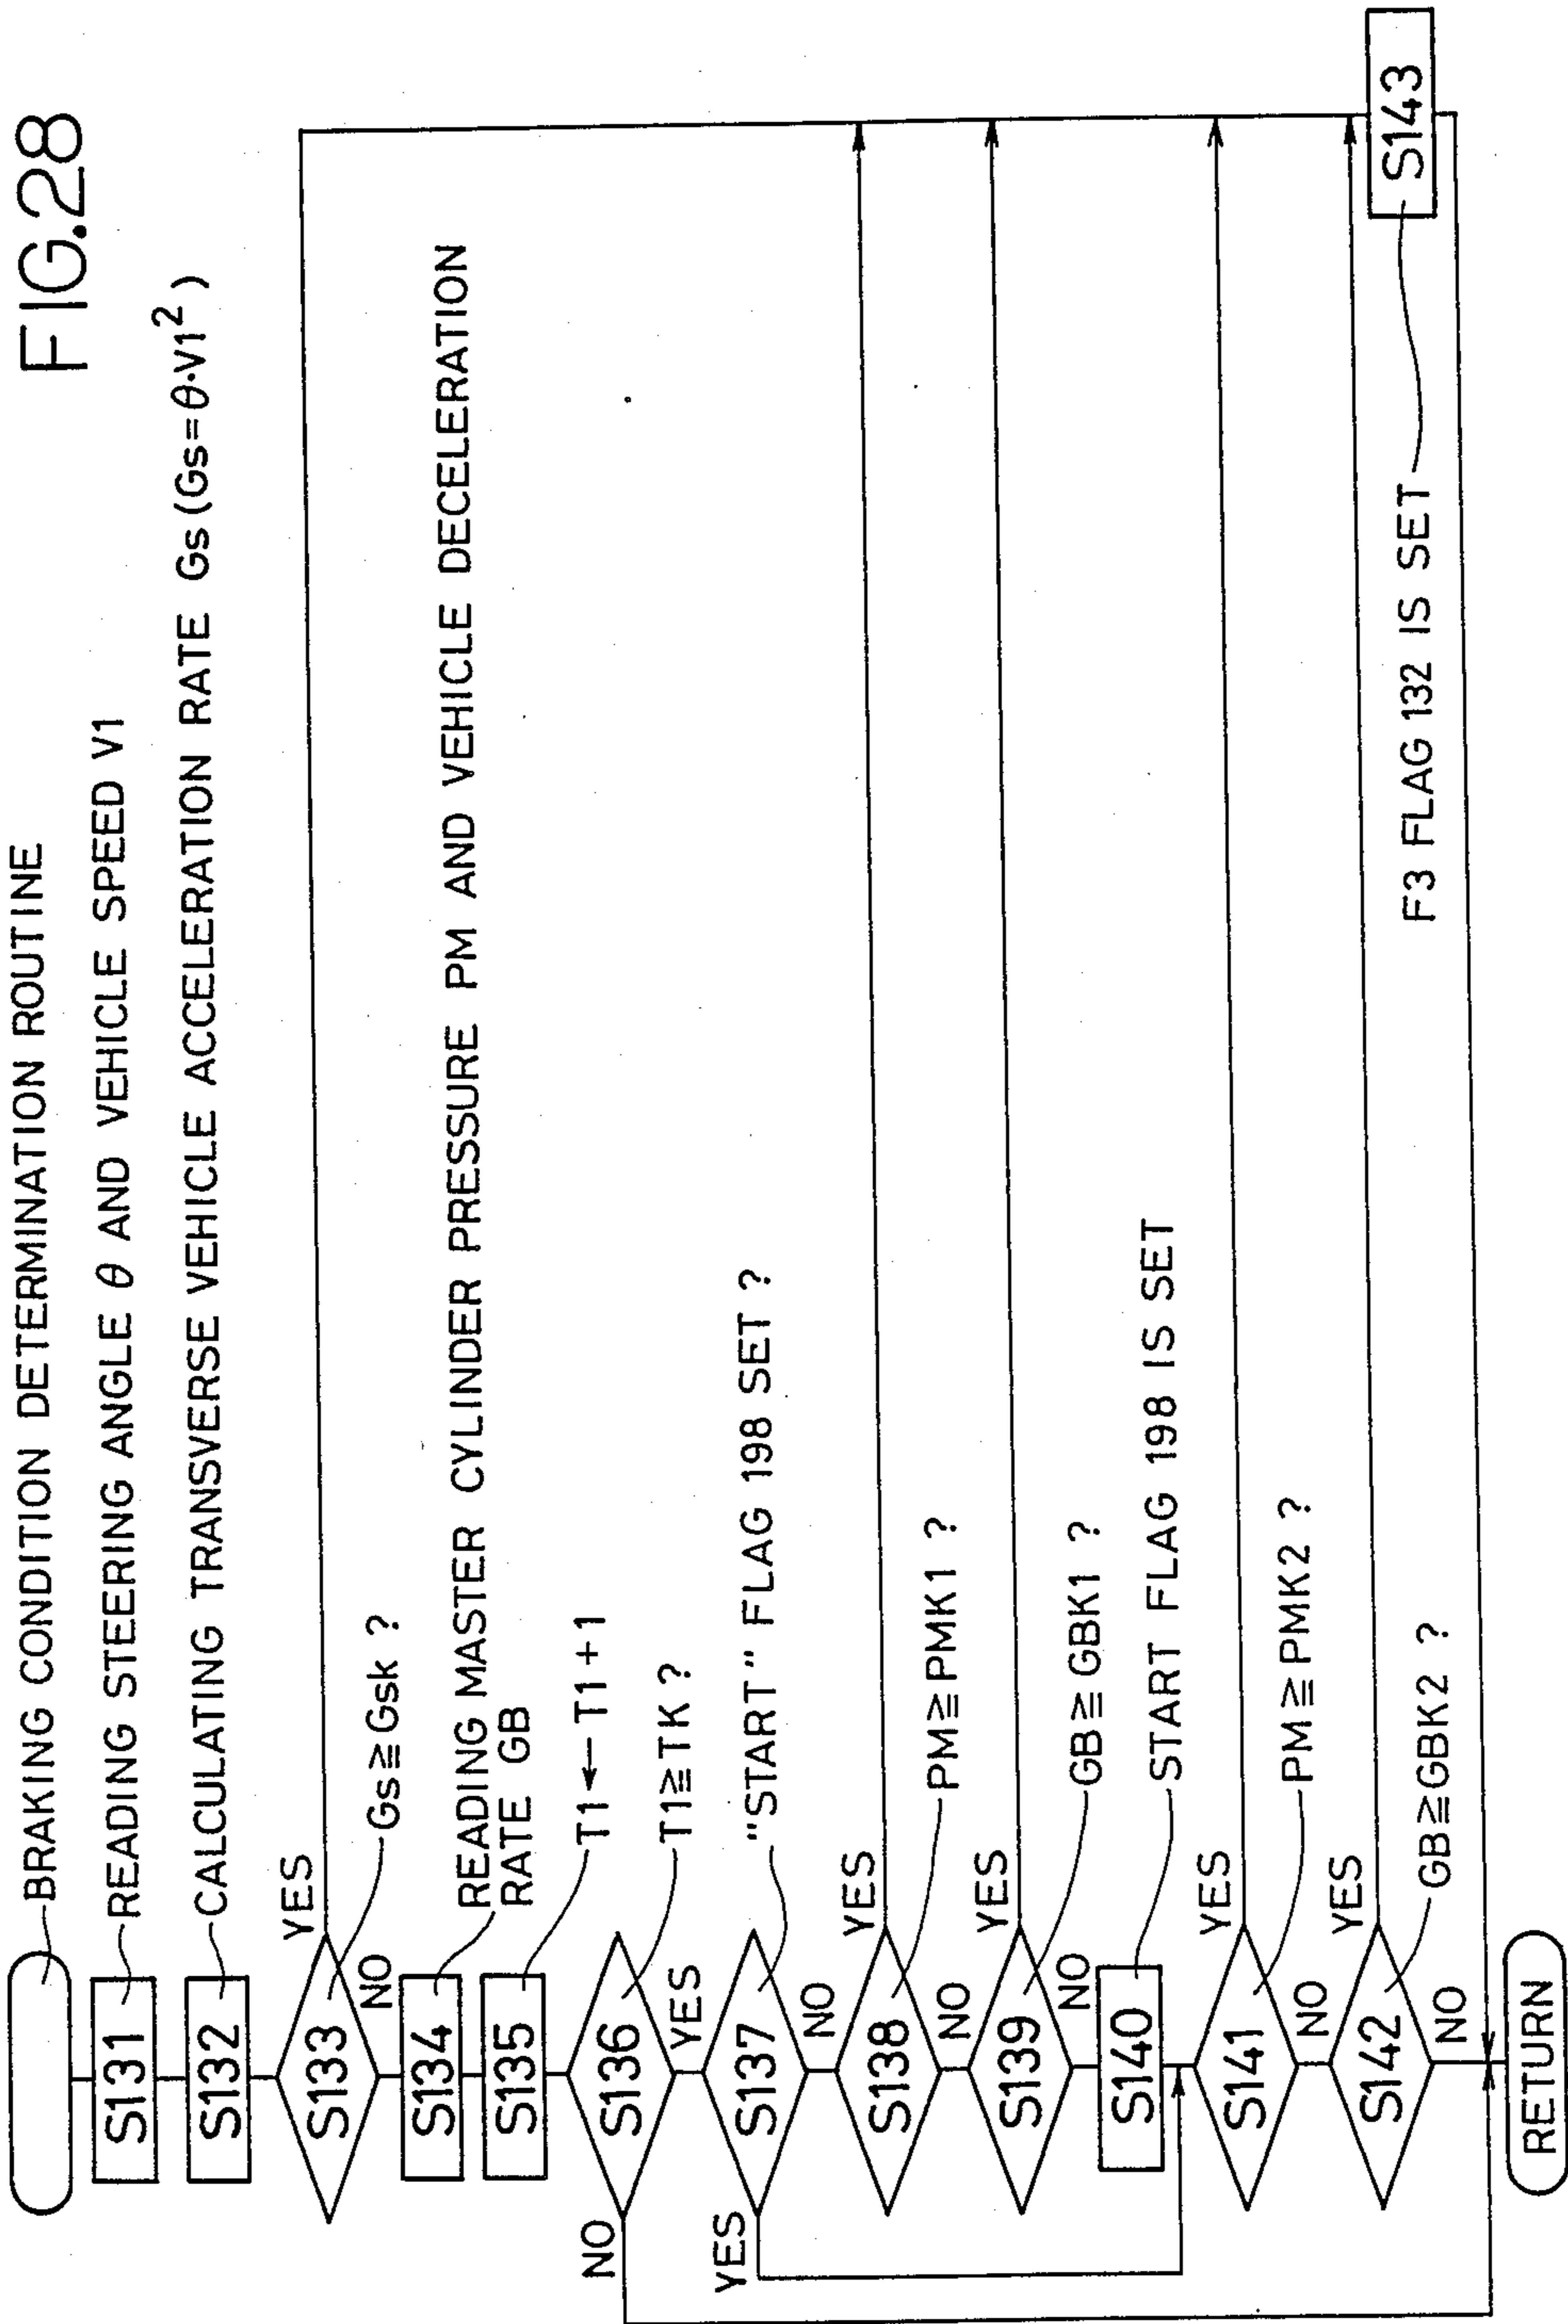 FIG.28
BRAKING CONDITION DETERMINATION ROUTINE
S131
READING STEERING ANGLE θ AND VEHICLE SPEED V1
S132
CALCULATING TRANSVERSE VEHICLE ACCELERATION RATE Gs(Gs=θ·V1²)
S133
YES
Gs≧Gsk ?
NO
S134
READING MASTER CYLINDER PRESSURE PM AND VEHICLE DECELERATION
RATE GB
S135
T1←T1+1
NO
S136
T1≧TK ?
YES
YES
S137
"START" FLAG 198 SET ?
NO
S138
YES
PM≧PMK1 ?
NO
S139
YES
GB≧GBK1 ?
NO
S140
START FLAG 198 IS SET
S141
YES
PM≧PMK2 ?
NO
S142
YES
GB≧GBK2 ?
NO
F3 FLAG 132 IS SET
S143
RETURN